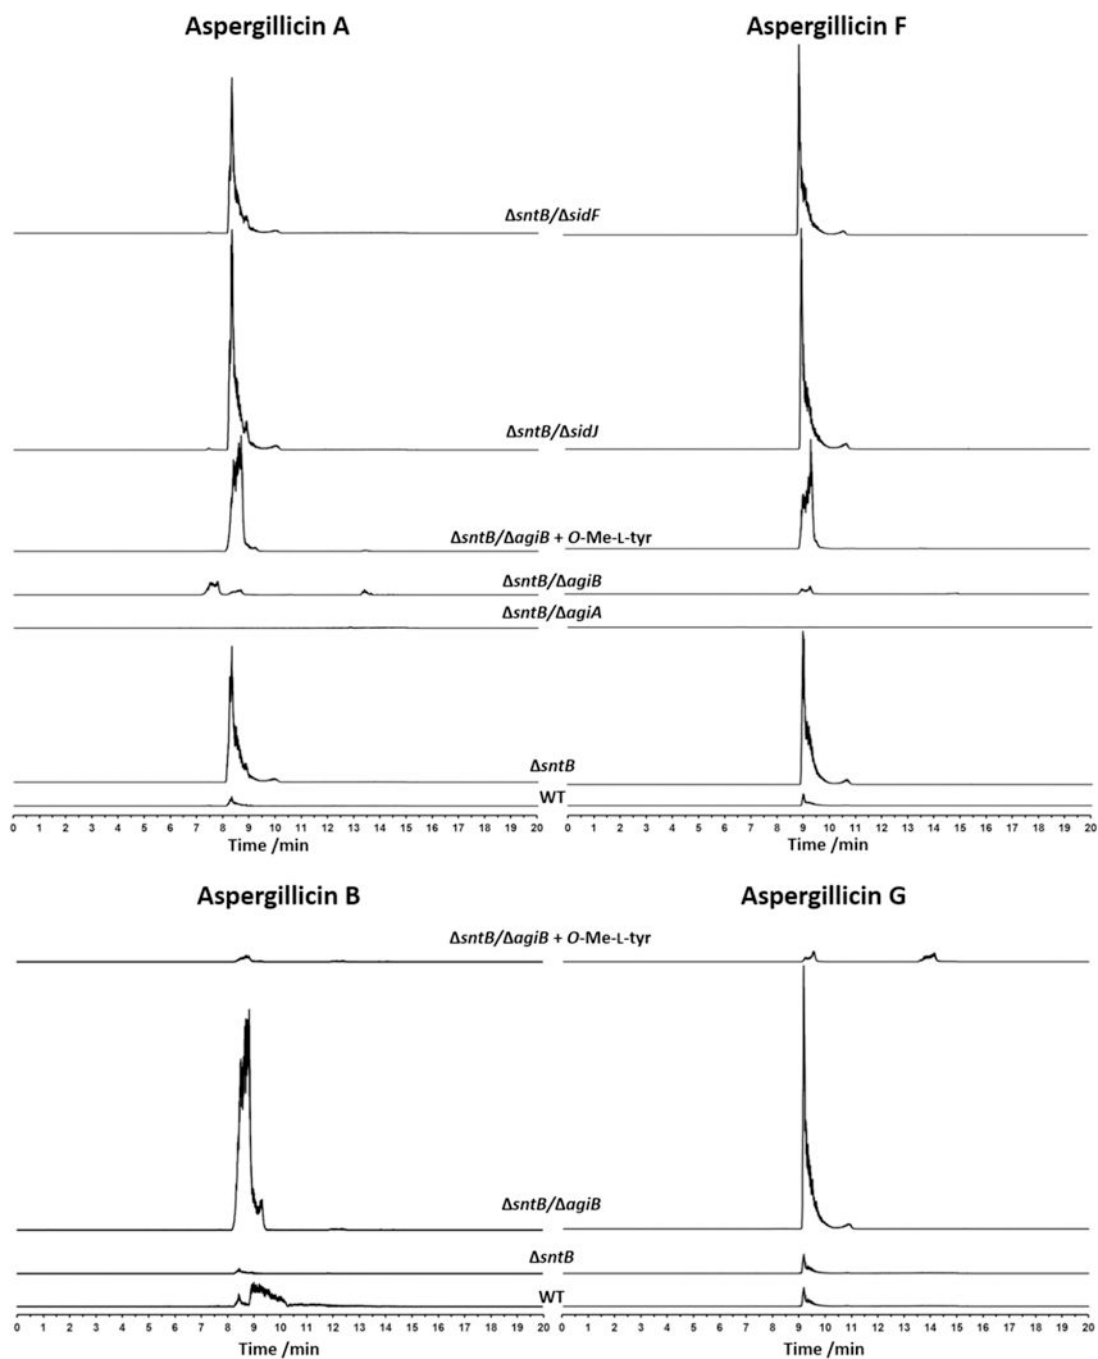 Aspergillicin A
Aspergillicin F
ΔsntB/ΔsidF
ΔsntB/ΔsidJ
ΔsntB/ΔagiB + O-Me-L-tyr
ΔsntB/ΔagiB
ΔsntB/ΔagiA
ΔsntB
WT
0 1 2 3 4 5 6 7 8 9 10 11 12 13 14 15 16 17 18 19 20
0 1 2 3 4 5 6 7 8 9 10 11 12 13 14 15 16 17 18 19 20
Time /min
Time /min
Aspergillicin B
Aspergillicin G
ΔsntB/ΔagiB + O-Me-L-tyr
ΔsntB/ΔagiB
ΔsntB
WT
0 1 2 3 4 5 6 7 8 9 10 11 12 13 14 15 16 17 18 19 20
0 1 2 3 4 5 6 7 8 9 10 11 12 13 14 15 16 17 18 19 20
Time /min
Time /min